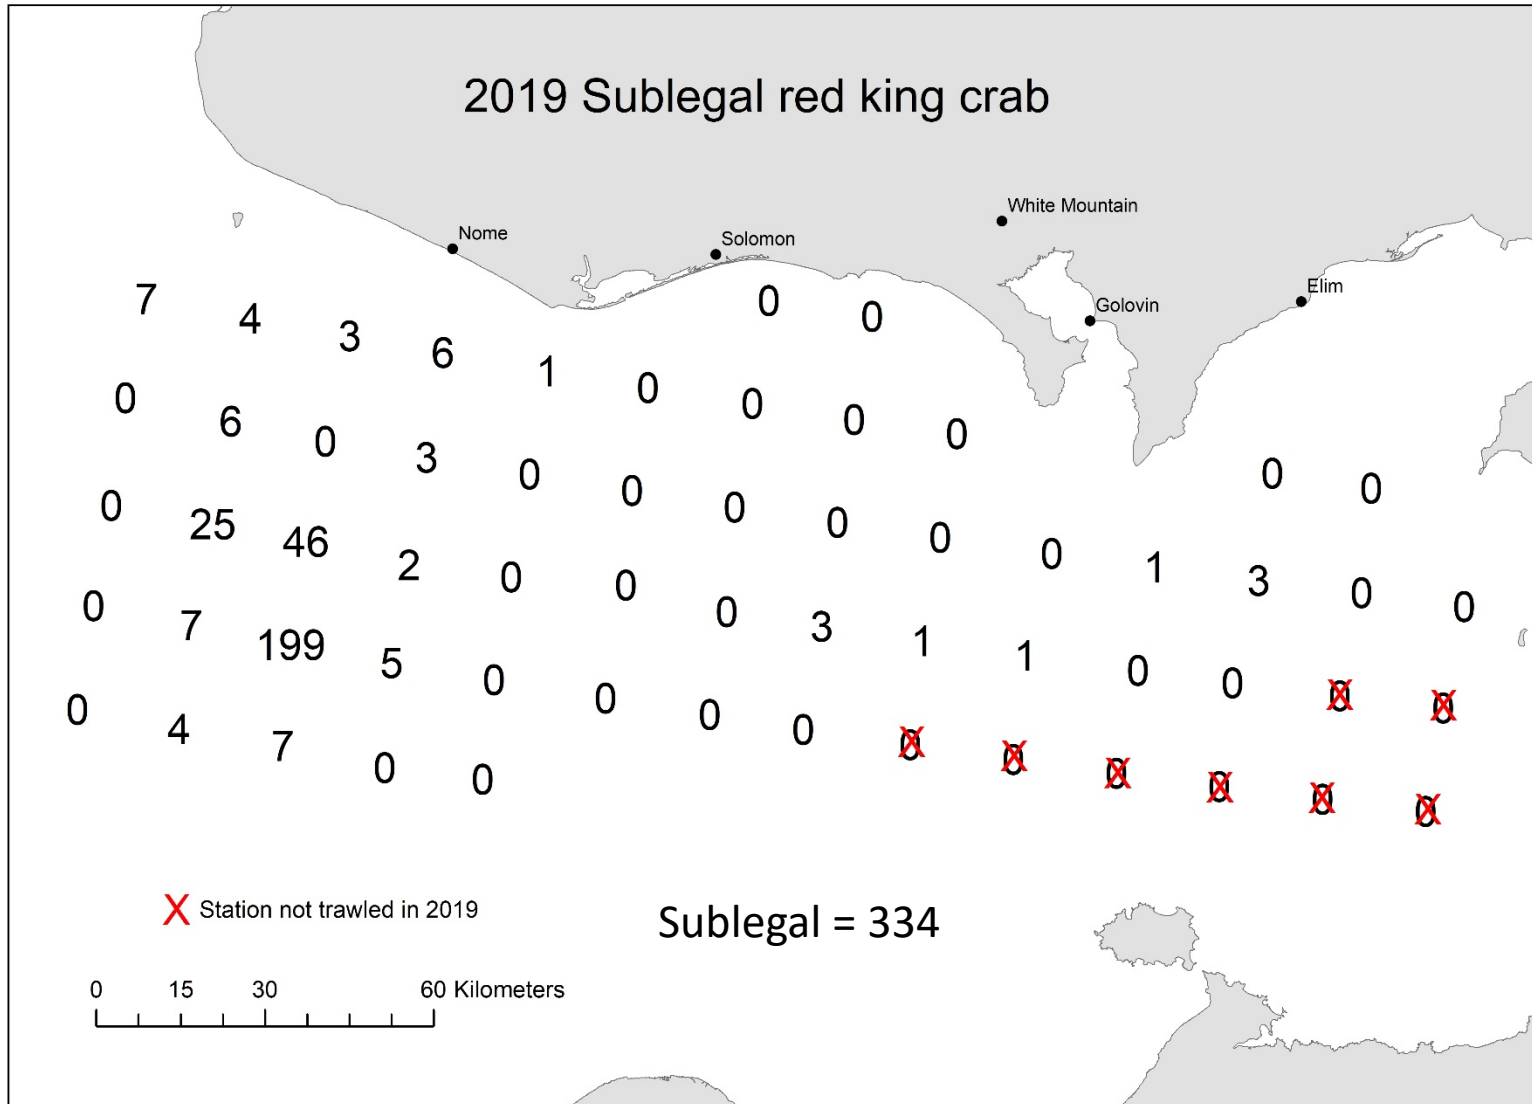 2019 Sublegal red king crab
White Mountain
Nome
Solomon
Elim
Golovin
0 0
7 4 3 6 1 0 0 0 0
0 6 0 3 0 0 0 0 0 0 1 3 0 0
0 0
0 25 46 2 0 0 0 3 1 1 0 0 0 0
0 7 199 5 0 0 0 0 0 0 0 0 0 0
0 4 7 0 0
X Station not trawled in 2019
Sublegal = 334
0 15 30 60 Kilometers